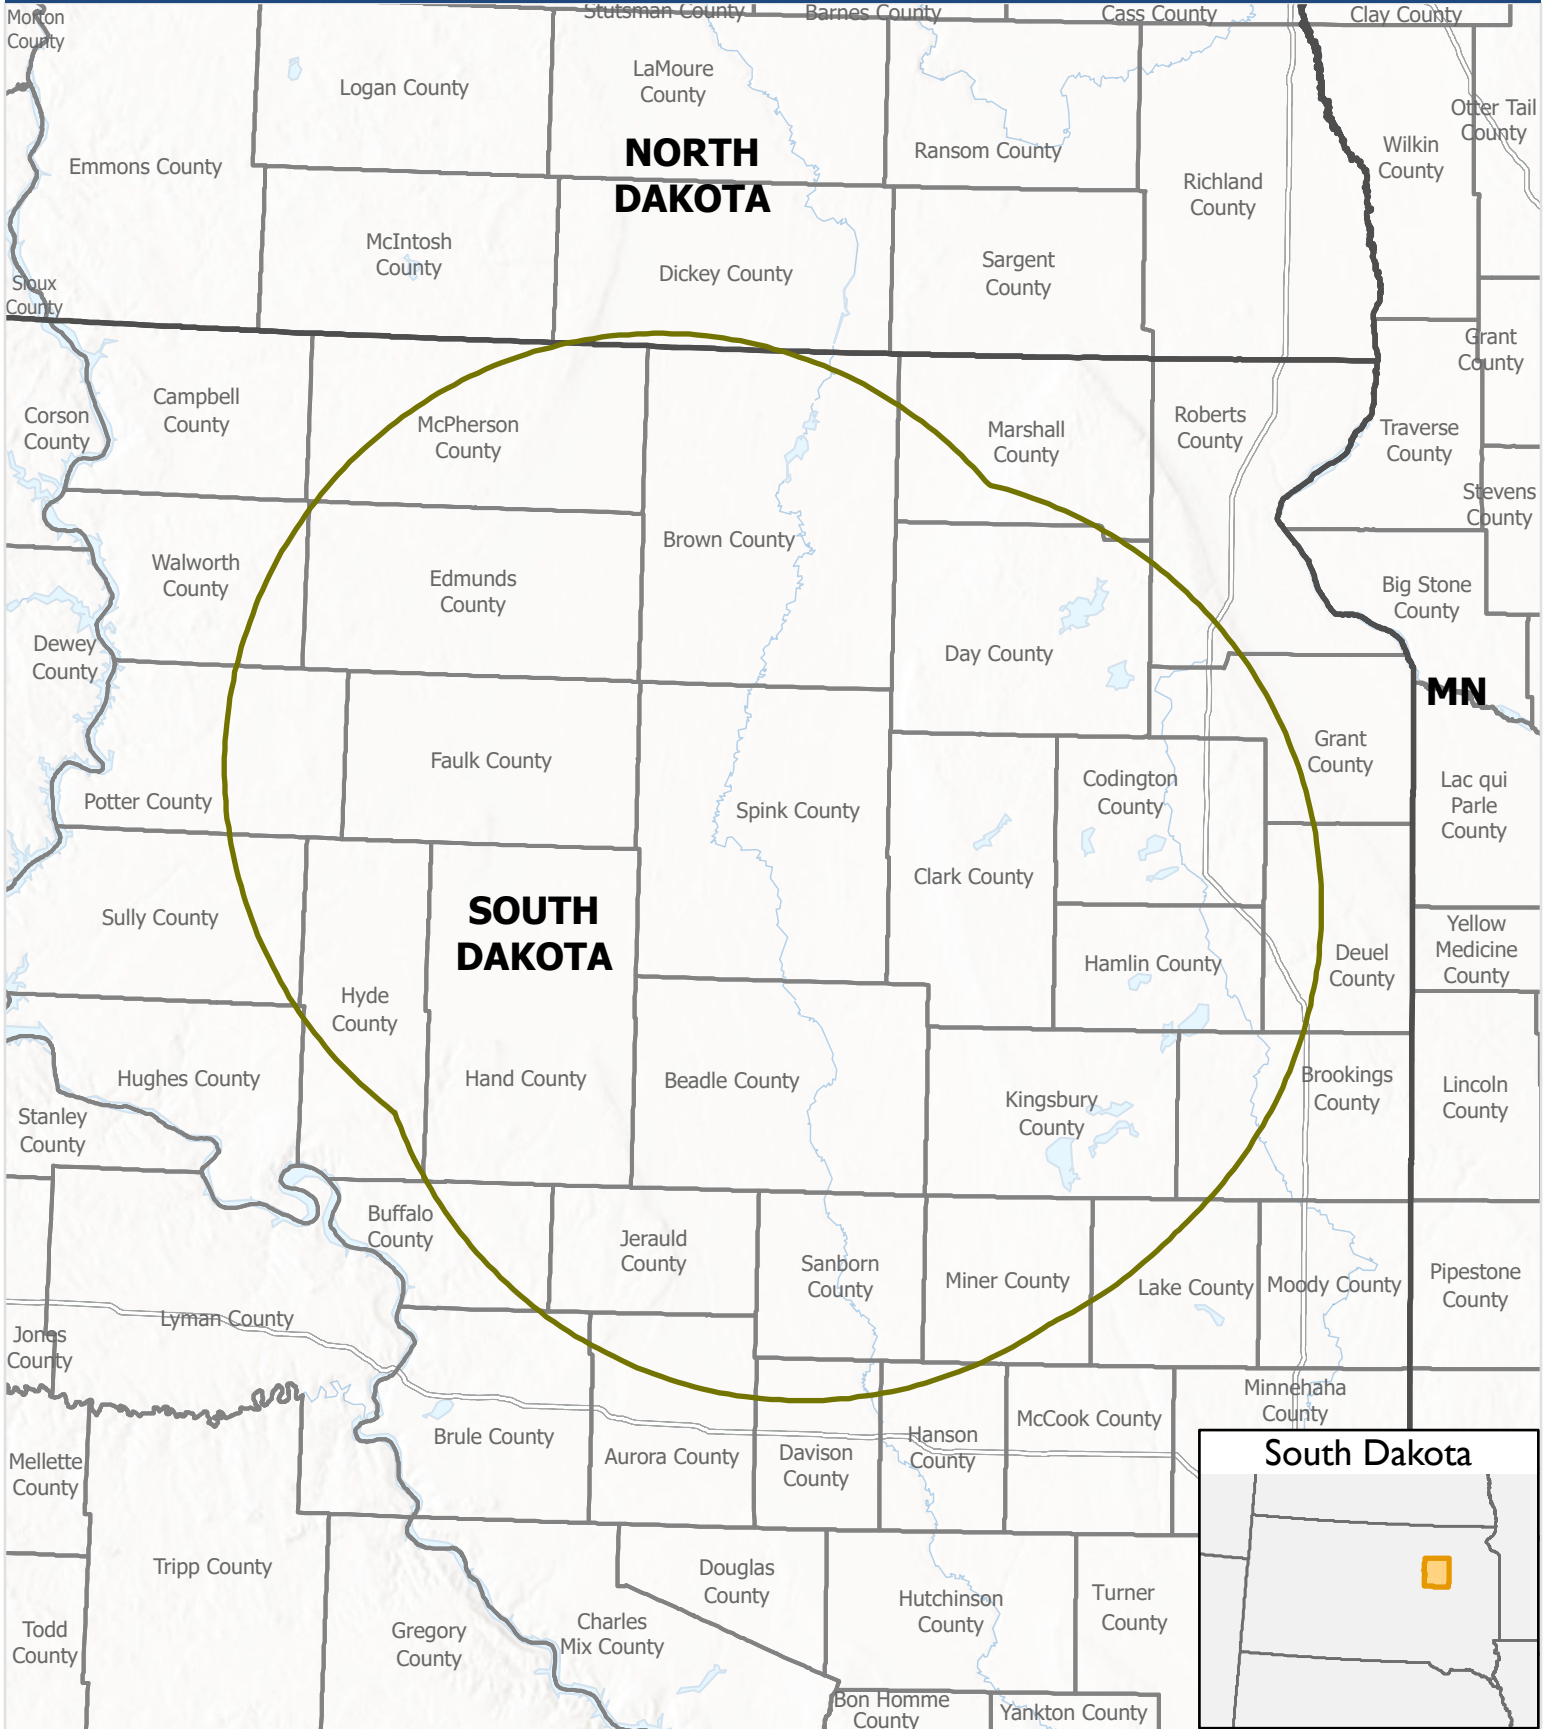 Morton
County
Stutsman County
Barnes County
Cass County
Clay County
Logan County
LaMoure
County
Otter Tail
County
Emmons County
NORTH
DAKOTA
Ransom County
Wilkin
County
Richland
County
McIntosh
County
Dickey County
Sargent
County
Sioux
County
Grant
County
Campbell
County
Corson
County
McPherson
County
Marshall
County
Roberts
County
Traverse
County
Stevens
County
Walworth
County
Edmunds
County
Brown County
Big Stone
County
Dewey
County
Day County
MN
Potter County
Faulk County
Spink County
Codington
County
Grant
County
Lac qui
Parle
County
Clark County
Sully County
SOUTH
DAKOTA
Hamlin County
Deuel
County
Yellow
Medicine
County
Hyde
County
Hughes County
Hand County
Beadle County
Kingsbury
County
Brookings
County
Lincoln
County
Stanley
County
Buffalo
County
Jerauld
County
Sanborn
County
Miner County
Lake County
Moody County
Pipestone
County
Lyman County
Jones
County
Minnehaha
County
Brule County
Aurora County
Davison
County
Hanson
County
McCook County
Mellette
County
South Dakota
Tripp County
Douglas
County
Hutchinson
County
Turner
County
Todd
County
Gregory
County
Charles
Mix County
Bon Homme
County
Yankton County